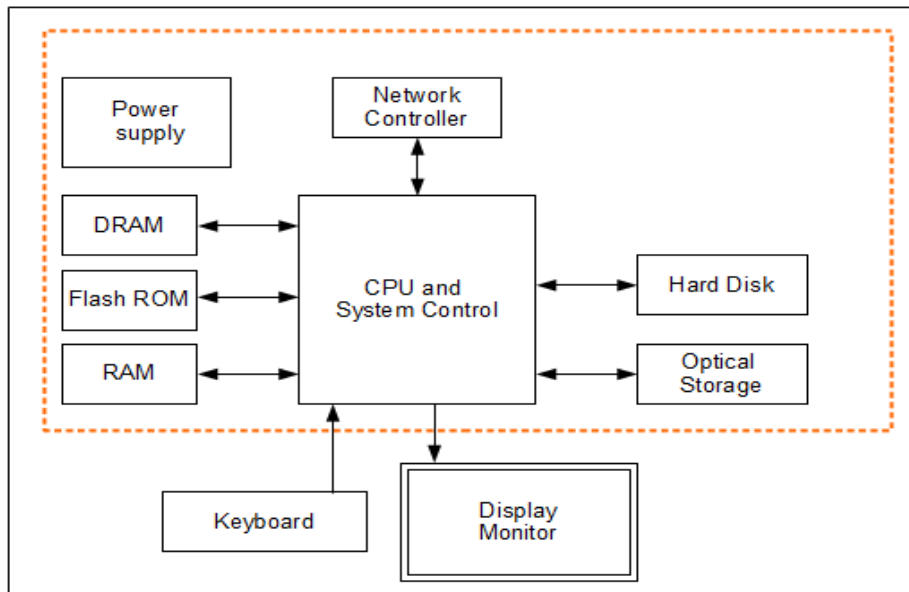 Power
supply
Network
Controller
DRAM
Flash ROM
RAM
CPU and
System Control
Hard Disk
Optical
Storage
Keyboard
Display
Monitor